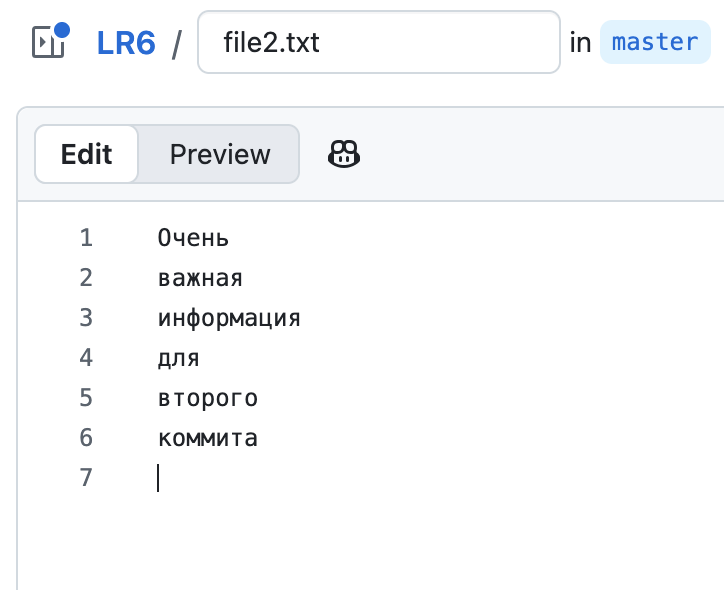 LR6 / file2.txt in master
Edit Preview
1 Очень
2 важная
3 информация
4 для
5 второго
6 коммита
7